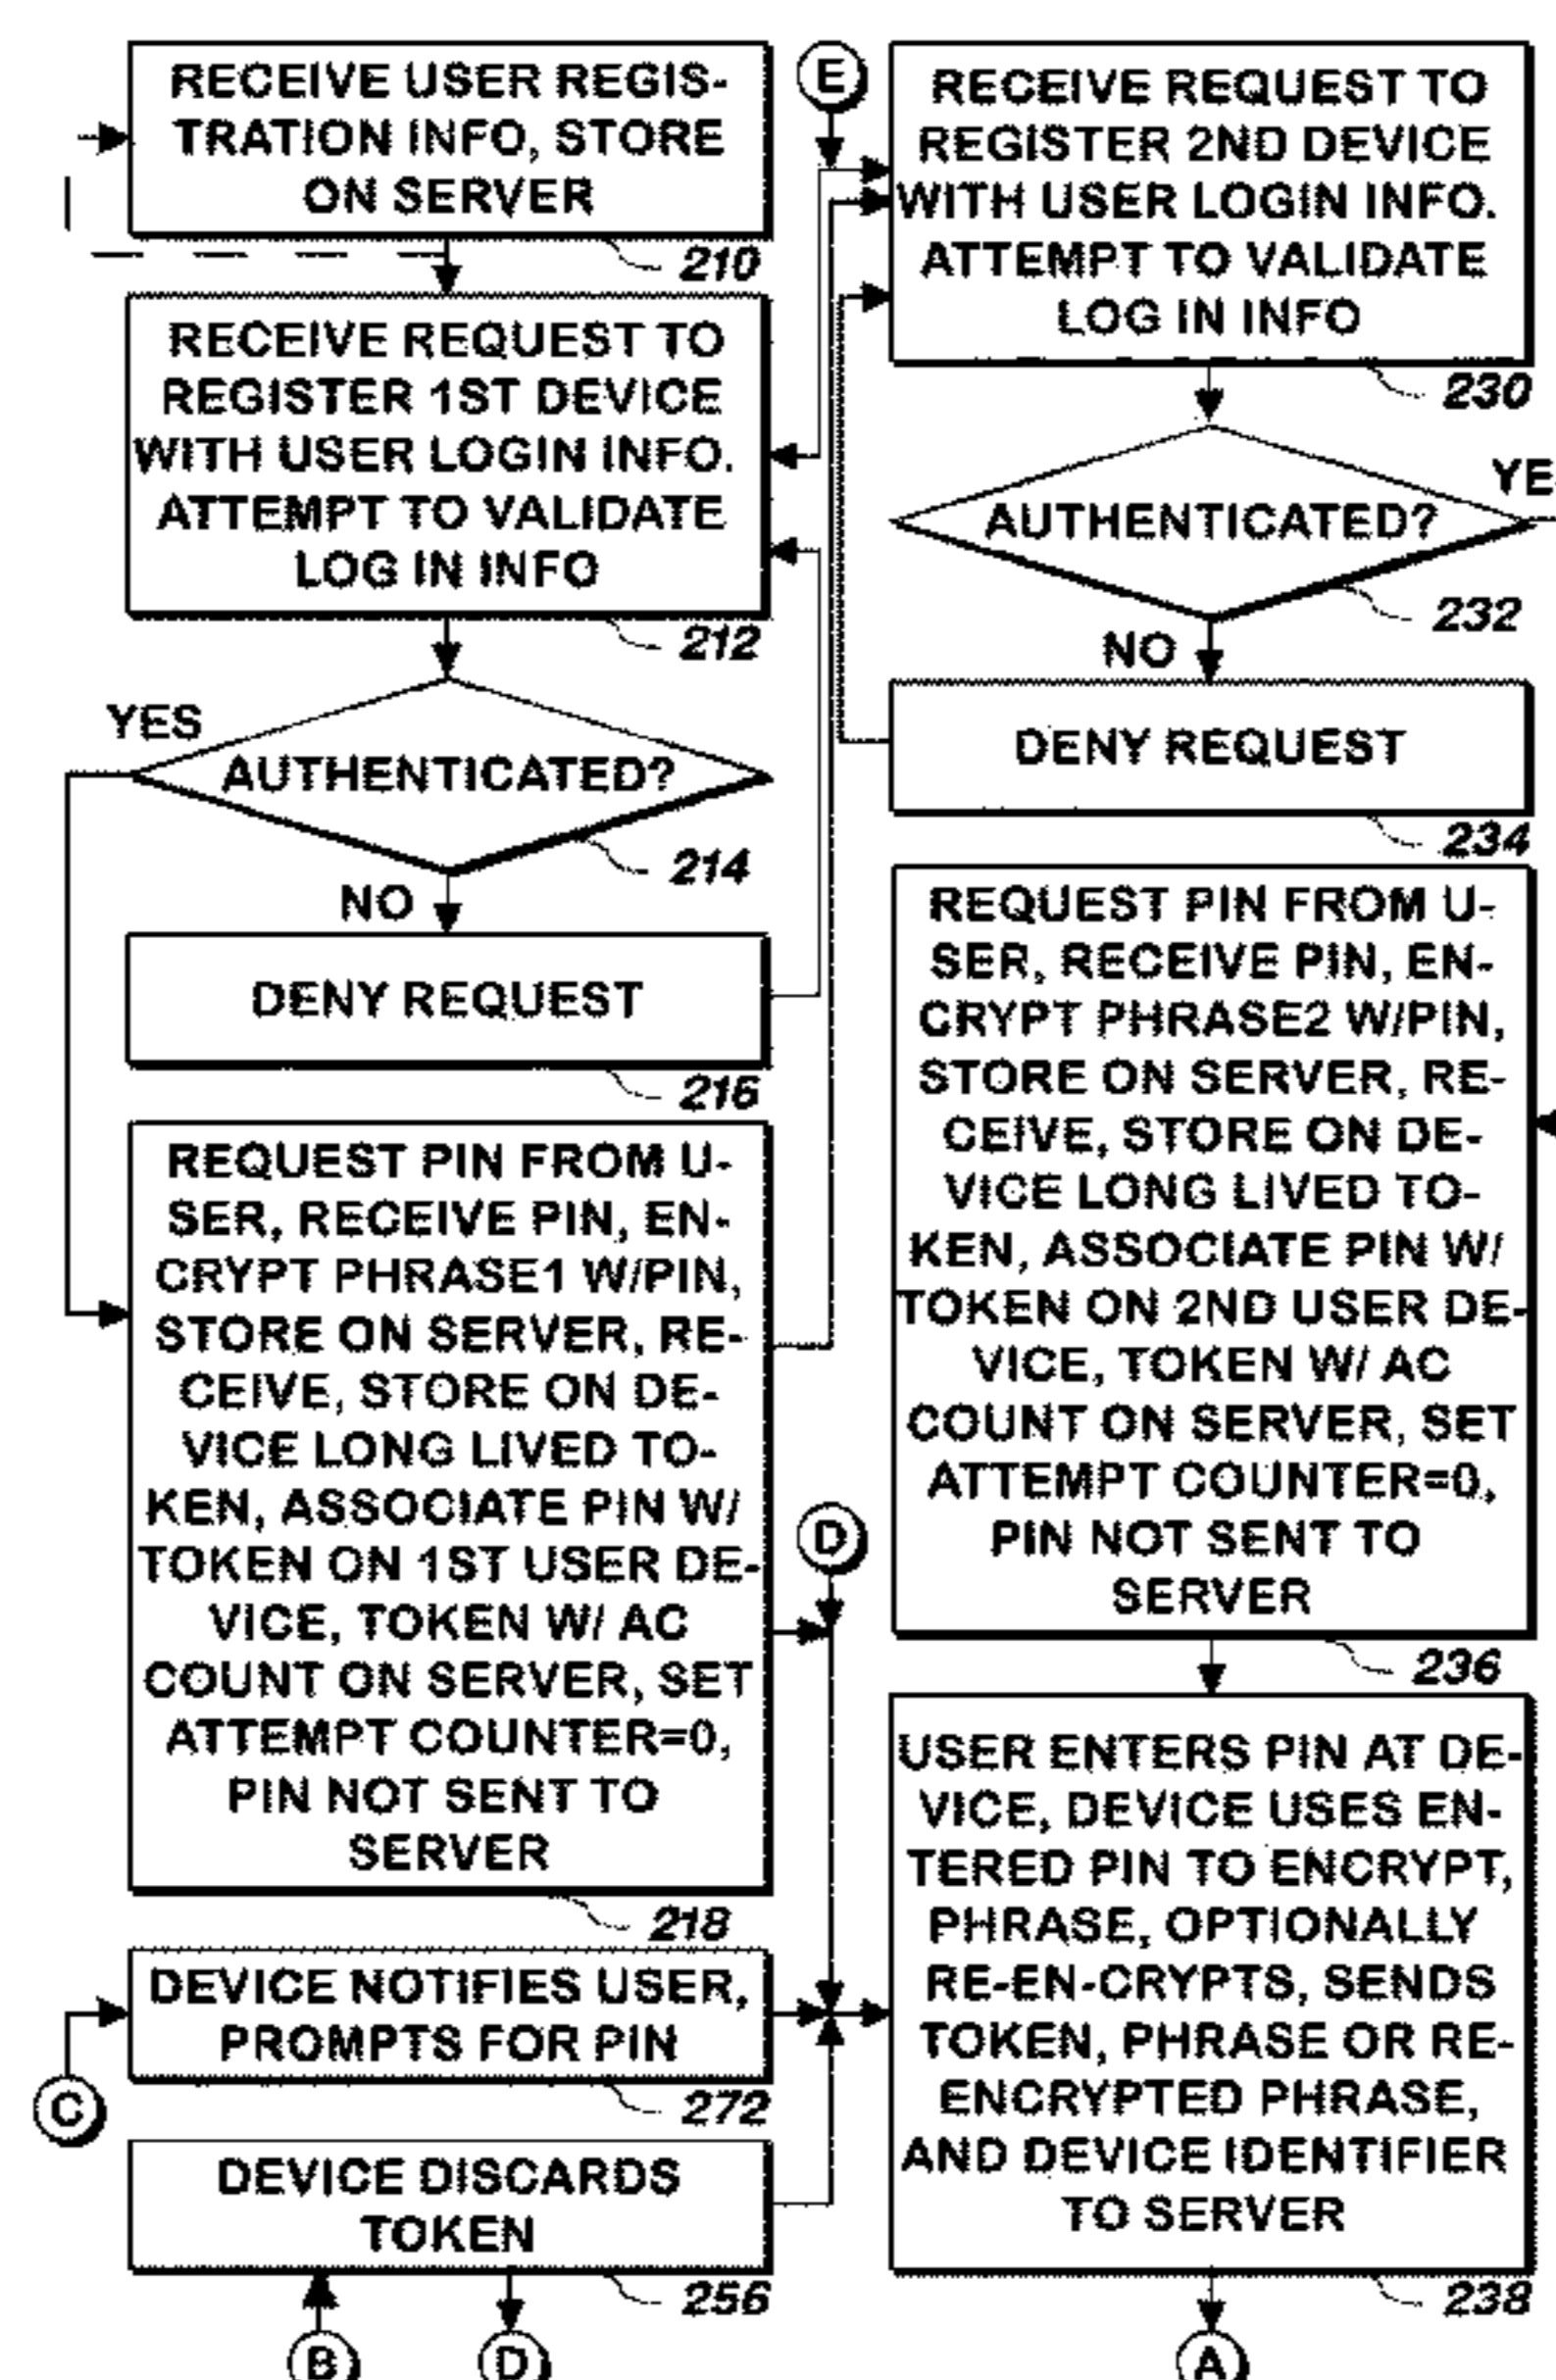 RECEIVE USER REGIS-
TRATION INFO, STORE
ON SERVER
210
RECEIVE REQUEST TO
REGISTER 1ST DEVICE
WITH USER LOGIN INFO.
ATTEMPT TO VALIDATE
LOG IN INFO
212
YES
AUTHENTICATED?
214
NO
DENY REQUEST
216
REQUEST PIN FROM U-
SER, RECEIVE PIN, EN-
CRYPT PHRASE1 W/PIN,
STORE ON SERVER, RE-
CEIVE, STORE ON DE-
VICE LONG LIVED TO-
KEN, ASSOCIATE PIN W/
TOKEN ON 1ST USER DE-
VICE, TOKEN W/ AC
COUNT ON SERVER, SET
ATTEMPT COUNTER=0,
PIN NOT SENT TO
SERVER
218
DEVICE NOTIFIES USER,
PROMPTS FOR PIN
272
C
DEVICE DISCARDS
TOKEN
256
B
D
E
D
RECEIVE REQUEST TO
REGISTER 2ND DEVICE
WITH USER LOGIN INFO.
ATTEMPT TO VALIDATE
LOG IN INFO
230
YE
AUTHENTICATED?
232
NO
DENY REQUEST
234
REQUEST PIN FROM U-
SER, RECEIVE PIN, EN-
CRYPT PHRASE2 W/PIN,
STORE ON SERVER, RE-
CEIVE, STORE ON DE-
VICE LONG LIVED TO-
KEN, ASSOCIATE PIN W/
TOKEN ON 2ND USER DE-
VICE, TOKEN W/ AC
COUNT ON SERVER, SET
ATTEMPT COUNTER=0,
PIN NOT SENT TO
SERVER
236
USER ENTERS PIN AT DE-
VICE, DEVICE USES EN-
TERED PIN TO ENCRYPT,
PHRASE, OPTIONALLY
RE-EN-CRYPTS, SENDS
TOKEN, PHRASE OR RE-
ENCRYPTED PHRASE,
AND DEVICE IDENTIFIER
TO SERVER
238
A